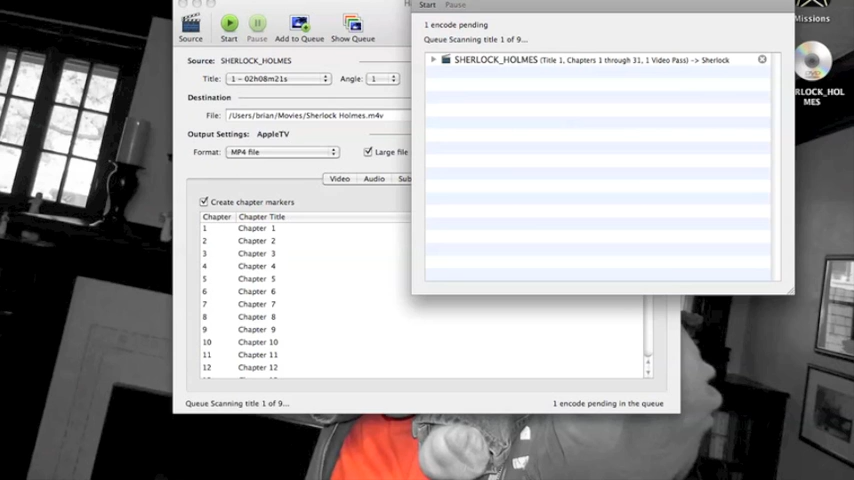 Source
Start
Pause
Add to Queue
Show Queue
Source: SHERLOCK_HOLMES
Title: 1 - 02h08m21s
Angle: 1
Destination
File: /Users/brian/Movies/Sherlock Holmes.m4v
Output Settings: AppleTV
Format: MP4 file
Large file
Video
Audio
Sub
Create chapter markers
Chapter Chapter Title
1 Chapter 1
2 Chapter 2
3 Chapter 3
4 Chapter 4
5 Chapter 5
6 Chapter 6
7 Chapter 7
8 Chapter 8
9 Chapter 9
10 Chapter 10
11 Chapter 11
12 Chapter 12
Queue Scanning title 1 of 9...
1 encode pending in the queue
Start
Pause
1 encode pending
Queue Scanning title 1 of 9...
SHERLOCK_HOLMES (Title 1, Chapters 1 through 31, 1 Video Pass) -> Sherlock
Missions
DVD
RLOCK_HOL
MES